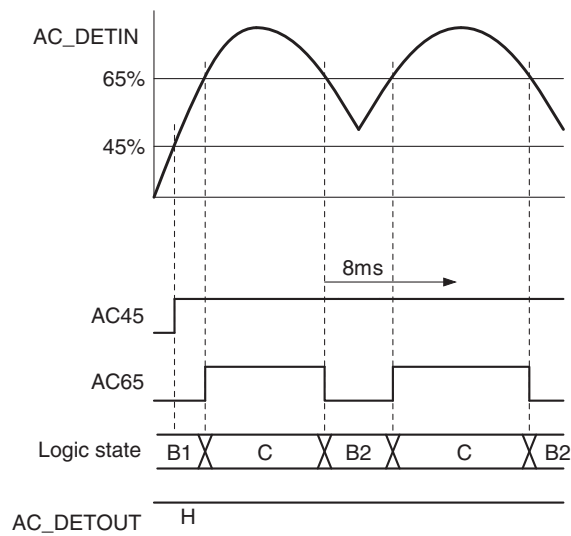 AC_DETIN
65%
45%
8ms
AC45
AC65
Logic state B1 C B2 C B2
H
AC_DETOUT